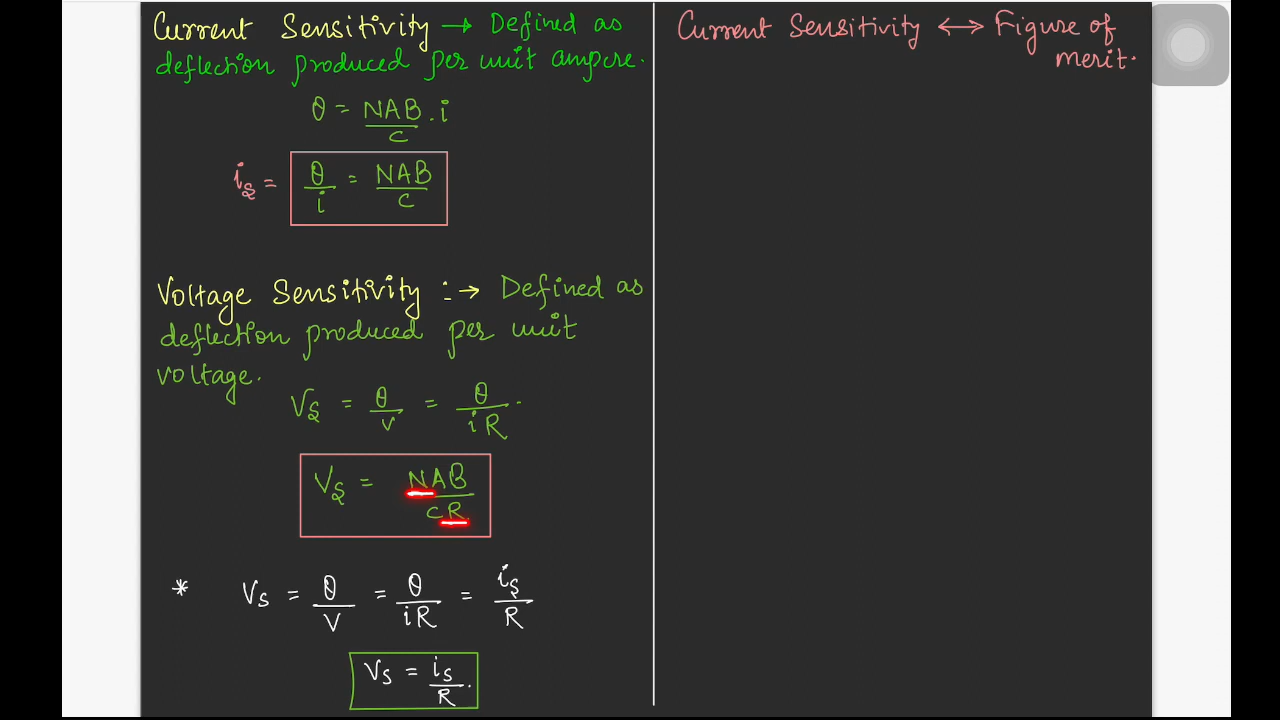 Current Sensitivity → Defined as
deflection produced per unit ampere.
θ = NAB/c . i
i_s = θ/i = NAB/c
Voltage Sensitivity :→ Defined as
deflection produced per unit
voltage.
V_s = θ/V = θ/iR.
V_s = NAB/cR
* V_s = θ/V = θ/iR = i_s/R
V_s = i_s/R.
Current Sensitivity ↔ Figure of
merit.